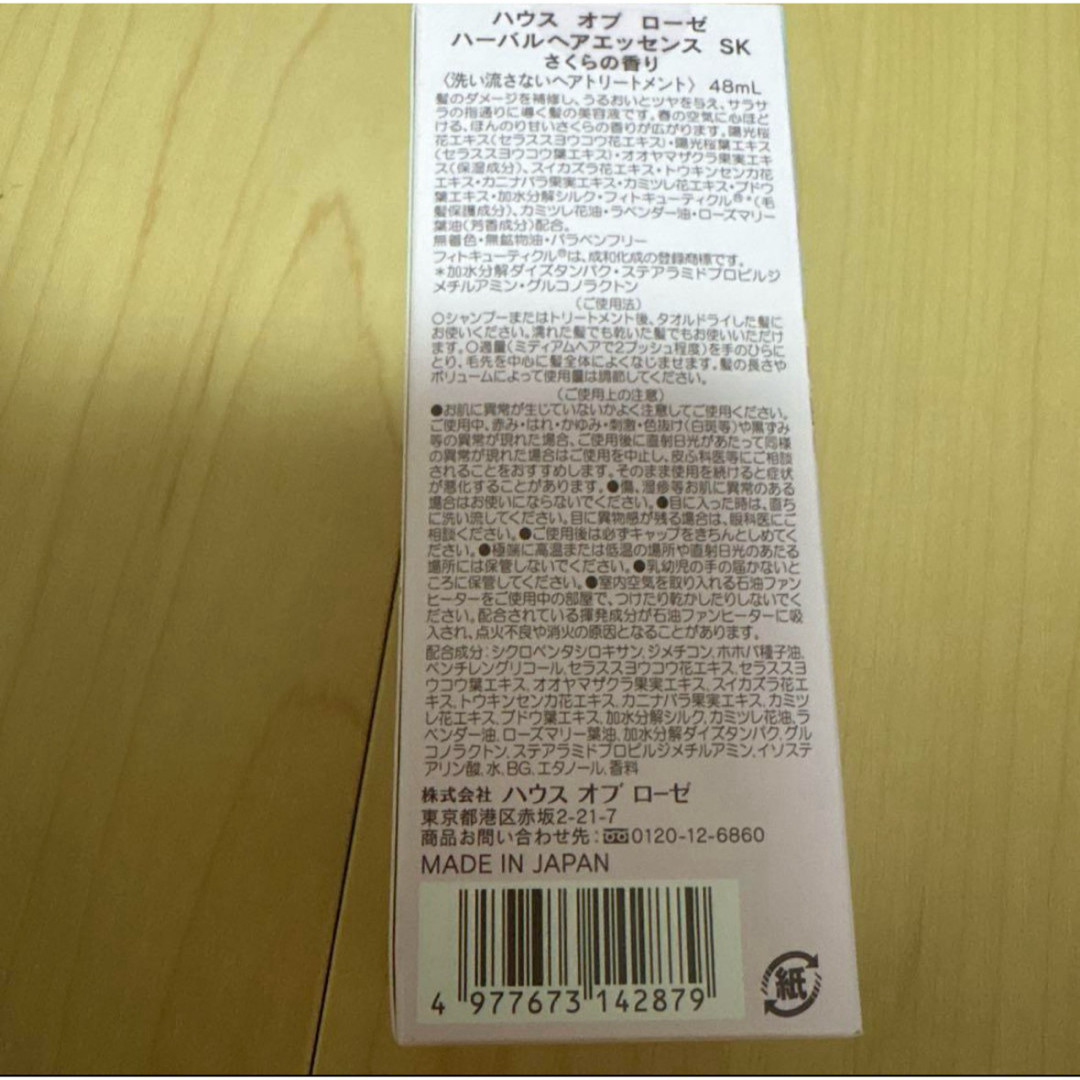 ハウス オブ ローゼ
ハーバルヘアエッセンス SK
さくらの香り
〈洗い流さないヘアトリートメント〉 48mL
髪のダメージを補修し、うるおいとツヤを与え、サラサ
ラの指通りに導く髪の美容液です。春の空気に心ほど
ける、ほんのり甘いさくらの香りが広がります。陽光桜
花エキス(セラススヨウコウ花エキス)・陽光桜葉エキス
(セラススヨウコウ葉エキス)・オオヤマザクラ果実エキ
ス(保湿成分)、スイカズラ花エキス・トウキンセンカ花
エキス・カニナバラ果実エキス・カミツレ花エキス・ブドウ
葉エキス・加水分解シルク・フィトキューティクル®*(毛
髪保護成分)、カミツレ花油・ラベンダー油・ローズマリー
葉油(芳香成分)配合。
無着色・無鉱物油・パラベンフリー
フィトキューティクル®は、成和化成の登録商標です。
*加水分解ダイズタンパク・ステアラミドプロピルジ
メチルアミン・グルコノラクトン
〈ご使用法〉
○シャンプーまたはトリートメント後、タオルドライした髪に
お使いください。濡れた髪でも乾いた髪でもお使いいただけ
ます。○適量(ミディアムヘアで2プッシュ程度)を手のひらに
とり、毛先を中心に髪全体によくなじませます。髪の長さや
ボリュームによって使用量は調節してください。
〈ご使用上の注意〉
●お肌に異常が生じていないかよく注意してご使用ください。
ご使用中、赤み・はれ・かゆみ・刺激・色抜け(白斑等)や黒ずみ
等の異常が現れた場合、ご使用後に直射日光があたって同様
の異常が現れた場合はご使用を中止し、皮ふ科医等にご相談
されることをおすすめします。そのまま使用を続けると症状
が悪化することがあります。●傷、湿疹等お肌に異常のある
場合はお使いにならないでください。●目に入った時は、直ち
に洗い流してください。目に異物感が残る場合は、眼科医にご
相談ください。●ご使用後は必ずキャップをきちんとしめてく
ださい。●極端に高温または低温の場所や直射日光のあたる
場所には保管しないでください。●乳幼児の手の届かないと
ころに保管してください。●室内空気を取り入れる石油ファン
ヒーターをご使用中の部屋で、つけたり乾かしたりしないでく
ださい。配合されている揮発成分が石油ファンヒーターに吸
入され、点火不良や消火の原因となることがあります。
配合成分:シクロペンタシロキサン,ジメチコン,ホホバ種子油,
ペンチレングリコール,セラススヨウコウ花エキス,セラススヨ
ウコウ葉エキス,オオヤマザクラ果実エキス,スイカズラ花エ
キス,トウキンセンカ花エキス,カニナバラ果実エキス,カミツ
レ花エキス,ブドウ葉エキス,加水分解シルク,カミツレ花油,ラ
ベンダー油,ローズマリー葉油,加水分解ダイズタンパク,グル
コノラクトン,ステアラミドプロピルジメチルアミン,イソステ
アリン酸,水,BG,エタノール,香料
株式会社 ハウス オブ ローゼ
東京都港区赤坂2-21-7
商品お問い合わせ先:0120-12-6860
MADE IN JAPAN
4 977673 142879
紙